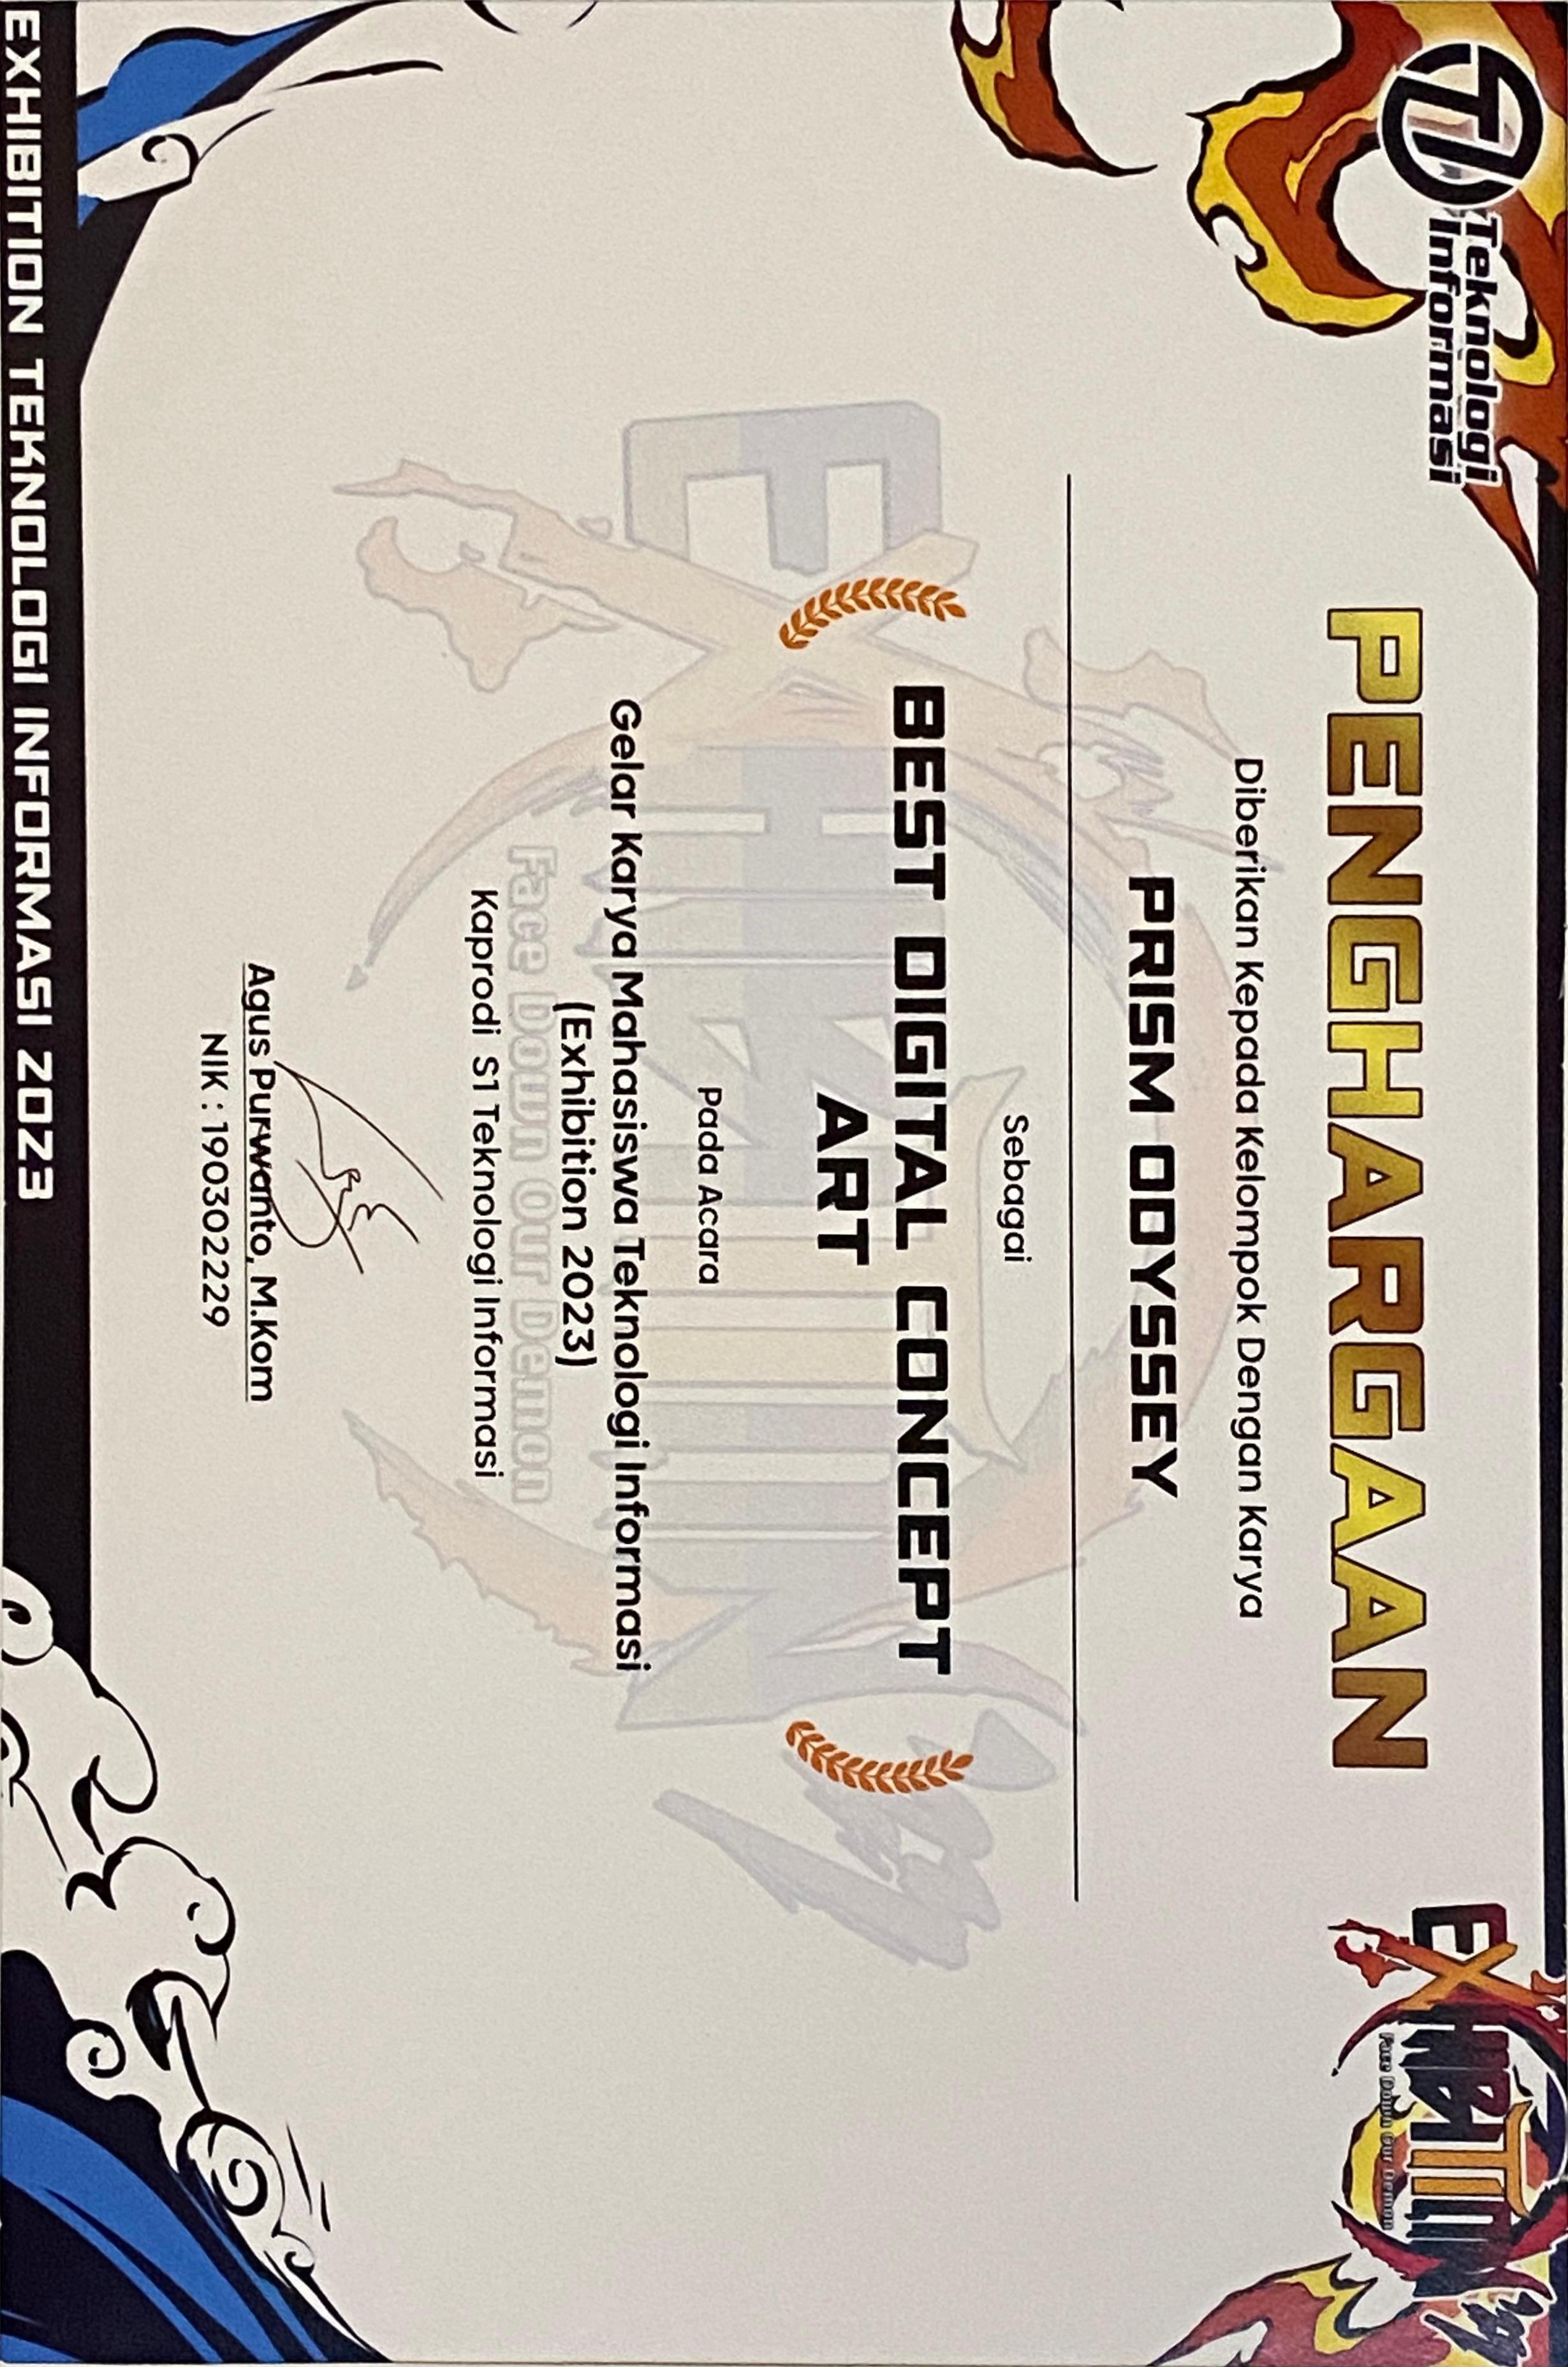 Teknologi
Informasi
EXHIBITION
Face Down Our Demon
PENGHARGAAN
Diberikan Kepada Kelompok Dengan Karya
PRISM ODYSSEY
Sebagai
BEST DIGITAL CONCEPT
ART
Pada Acara
Gelar Karya Mahasiswa Teknologi Informasi
(Exhibition 2023)
Face Down Our Demon
Kaprodi S1 Teknologi Informasi
Agus Purwanto, M.Kom
NIK : 190302229
EXHIBITION TEKNOLOGI INFORMASI 2023